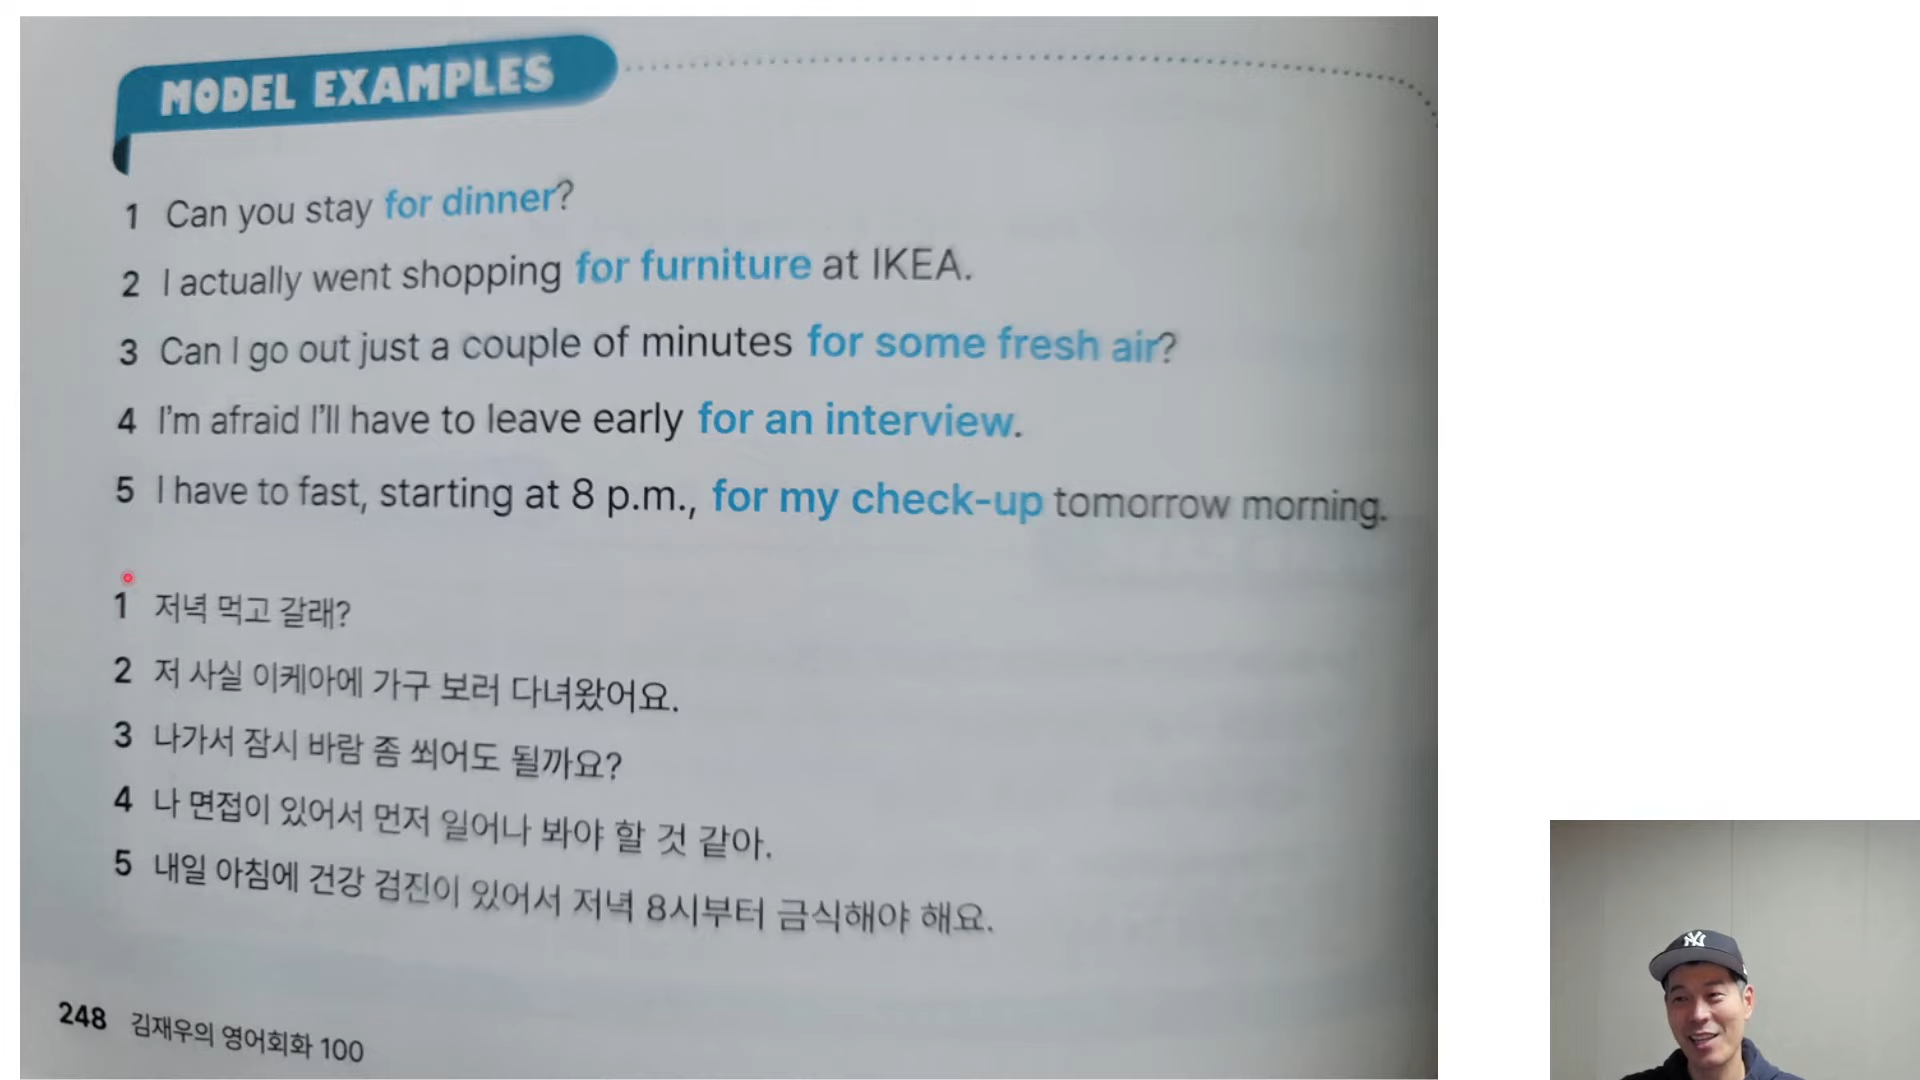 MODEL EXAMPLES
1 Can you stay for dinner?
2 I actually went shopping for furniture at IKEA.
3 Can I go out just a couple of minutes for some fresh air?
4 I'm afraid I'll have to leave early for an interview.
5 I have to fast, starting at 8 p.m., for my check-up tomorrow morning.
1 저녁 먹고 갈래?
2 저 사실 이케아에 가구 보러 다녀왔어요.
3 나가서 잠시 바람 좀 쐬어도 될까요?
4 나 면접이 있어서 먼저 일어나 봐야 할 것 같아.
5 내일 아침에 건강 검진이 있어서 저녁 8시부터 금식해야 해요.
248 김재우의 영어회화 100
NY